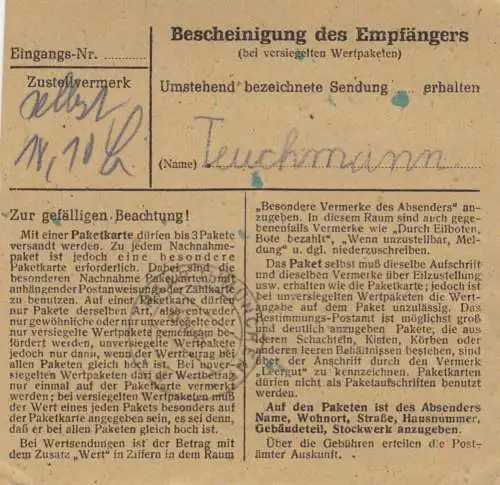 Eingangs-Nr.
Zustellvermerk
selbst
Bescheinigung des Empfängers
(bei versiegelten Wertpaketen)
Umstehend bezeichnete Sendung erhalten
(Name) Teuchmann
Zur gefälligen Beachtung!
Mit einer Paketkarte dürfen bis 3 Pakete
versandt werden. Zu jedem Nachnahme-
paket ist jedoch eine besondere
Paketkarte erforderlich. Dabei sind die
besonderen Nachnahme-Paketkarten mit
anhängender Postanweisung oder Zahlkarte
zu benutzen. Auf einer Paketkarte dürfen
nur Pakete derselben Art, also entweder
nur gewöhnliche oder nur unversiegelte oder
nur versiegelte Wertpakete gemeinsam be-
fördert werden, unversiegelte Wertpakete
jedoch nur dann, wenn der Wertbetrag bei
allen Paketen gleich hoch ist. Bei nicht ver-
siegelten Wertpaketen darf der Wertbetrag
nur einmal auf der Paketkarte vermerkt
werden; bei versiegelten Wertpaketen muß
der Wert eines jeden Pakets besonders auf
der Paketkarte angegeben sein, es sei denn,
daß er bei allen Paketen gleich hoch ist.
Bei Wertsendungen ist der Betrag mit
dem Zusatz „Wert" in Ziffern in dem Raum
„Besondere Vermerke des Absenders" an-
zugeben. In diesem Raum sind auch gege-
benenfalls Vermerke wie „Durch Eilboten,
Bote bezahlt", „Wenn unzustellbar, Mel-
dung" u. dgl. niederzuschreiben.
Das Paket selbst muß dieselbe Aufschrift
und dieselben Vermerke über Eilzustellung
usw. erhalten wie die Paketkarte; jedoch ist
bei unversiegelten Wertpaketen die Wert-
angabe auf dem Paket unzulässig. Das
Bestimmungs-Postamt ist möglichst groß
und deutlich anzugeben. Pakete, die aus
leeren Schachteln, Kisten, Körben oder
anderen leeren Behältnissen bestehen, sind
bei der Anschrift durch den Vermerk
„Leergut" zu kennzeichnen. Paketkarten
dürfen nicht als Paketaufschriften benutzt
werden.
Auf den Paketen ist des Absenders
Name, Wohnort, Straße, Hausnummer,
Gebäudeteil, Stockwerk anzugeben.
Über die Gebühren erteilen die Post-
ämter Auskunft.